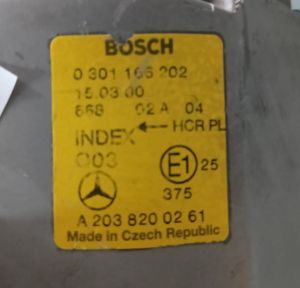 BOSCH
0 301 166 202
15.03 00
868 02 A 04
INDEX ← HCR PL
003
E1 25
375
A 203 820 02 61
Made in Czech Republic